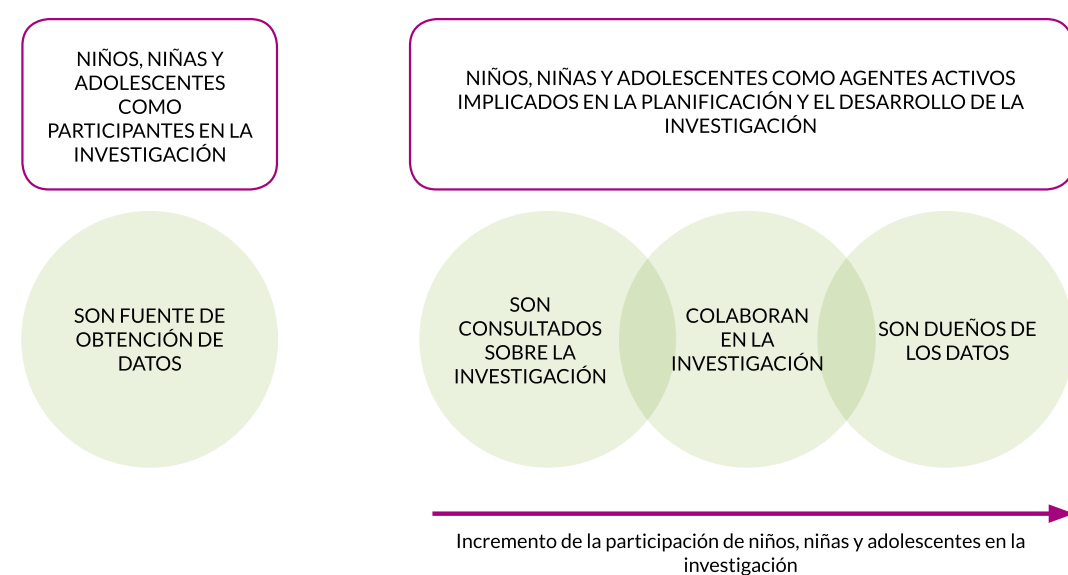 NIÑOS, NIÑAS Y
ADOLESCENTES
COMO
PARTICIPANTES EN LA
INVESTIGACIÓN
NIÑOS, NIÑAS Y ADOLESCENTES COMO AGENTES ACTIVOS
IMPLICADOS EN LA PLANIFICACIÓN Y EL DESARROLLO DE LA
INVESTIGACIÓN
SON FUENTE DE
OBTENCIÓN DE
DATOS
SON
CONSULTADOS
SOBRE LA
INVESTIGACIÓN
COLABORAN
EN LA
INVESTIGACIÓN
SON DUEÑOS DE
LOS DATOS
Incremento de la participación de niños, niñas y adolescentes en la
investigación